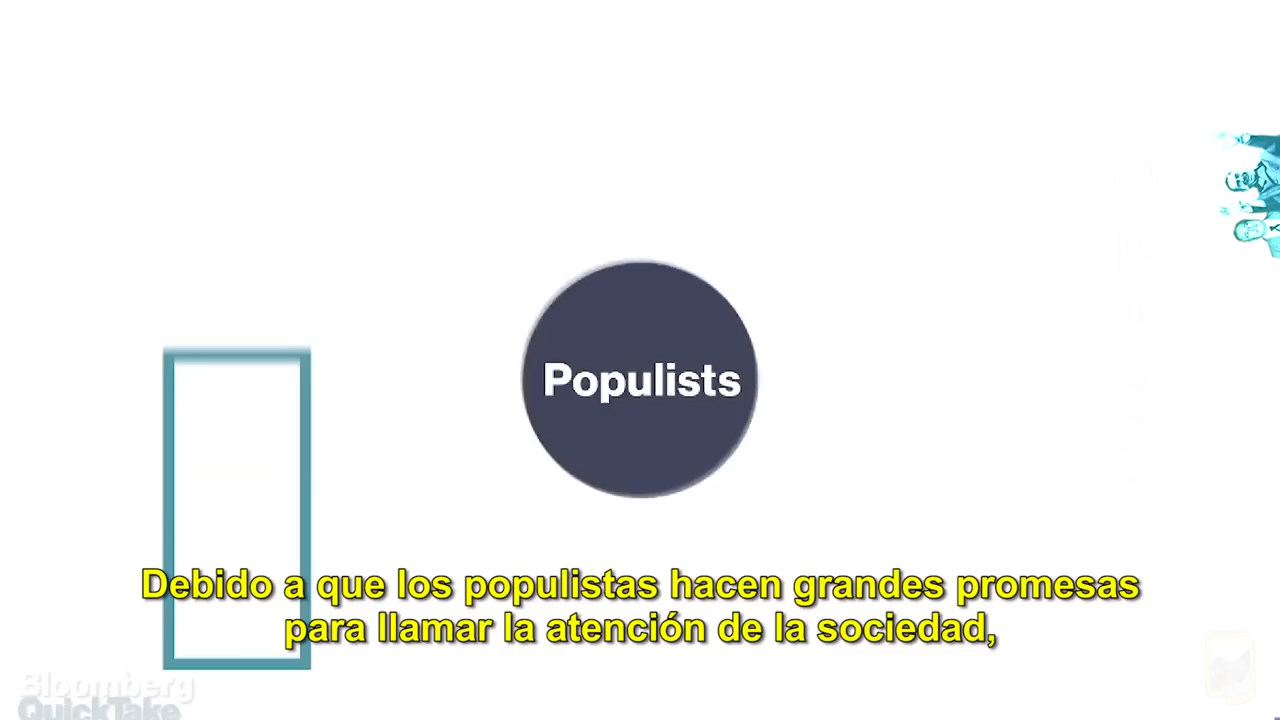 Populists
Debido a que los populistas hacen grandes promesas
para llamar la atención de la sociedad,
Bloomberg
QuickTake